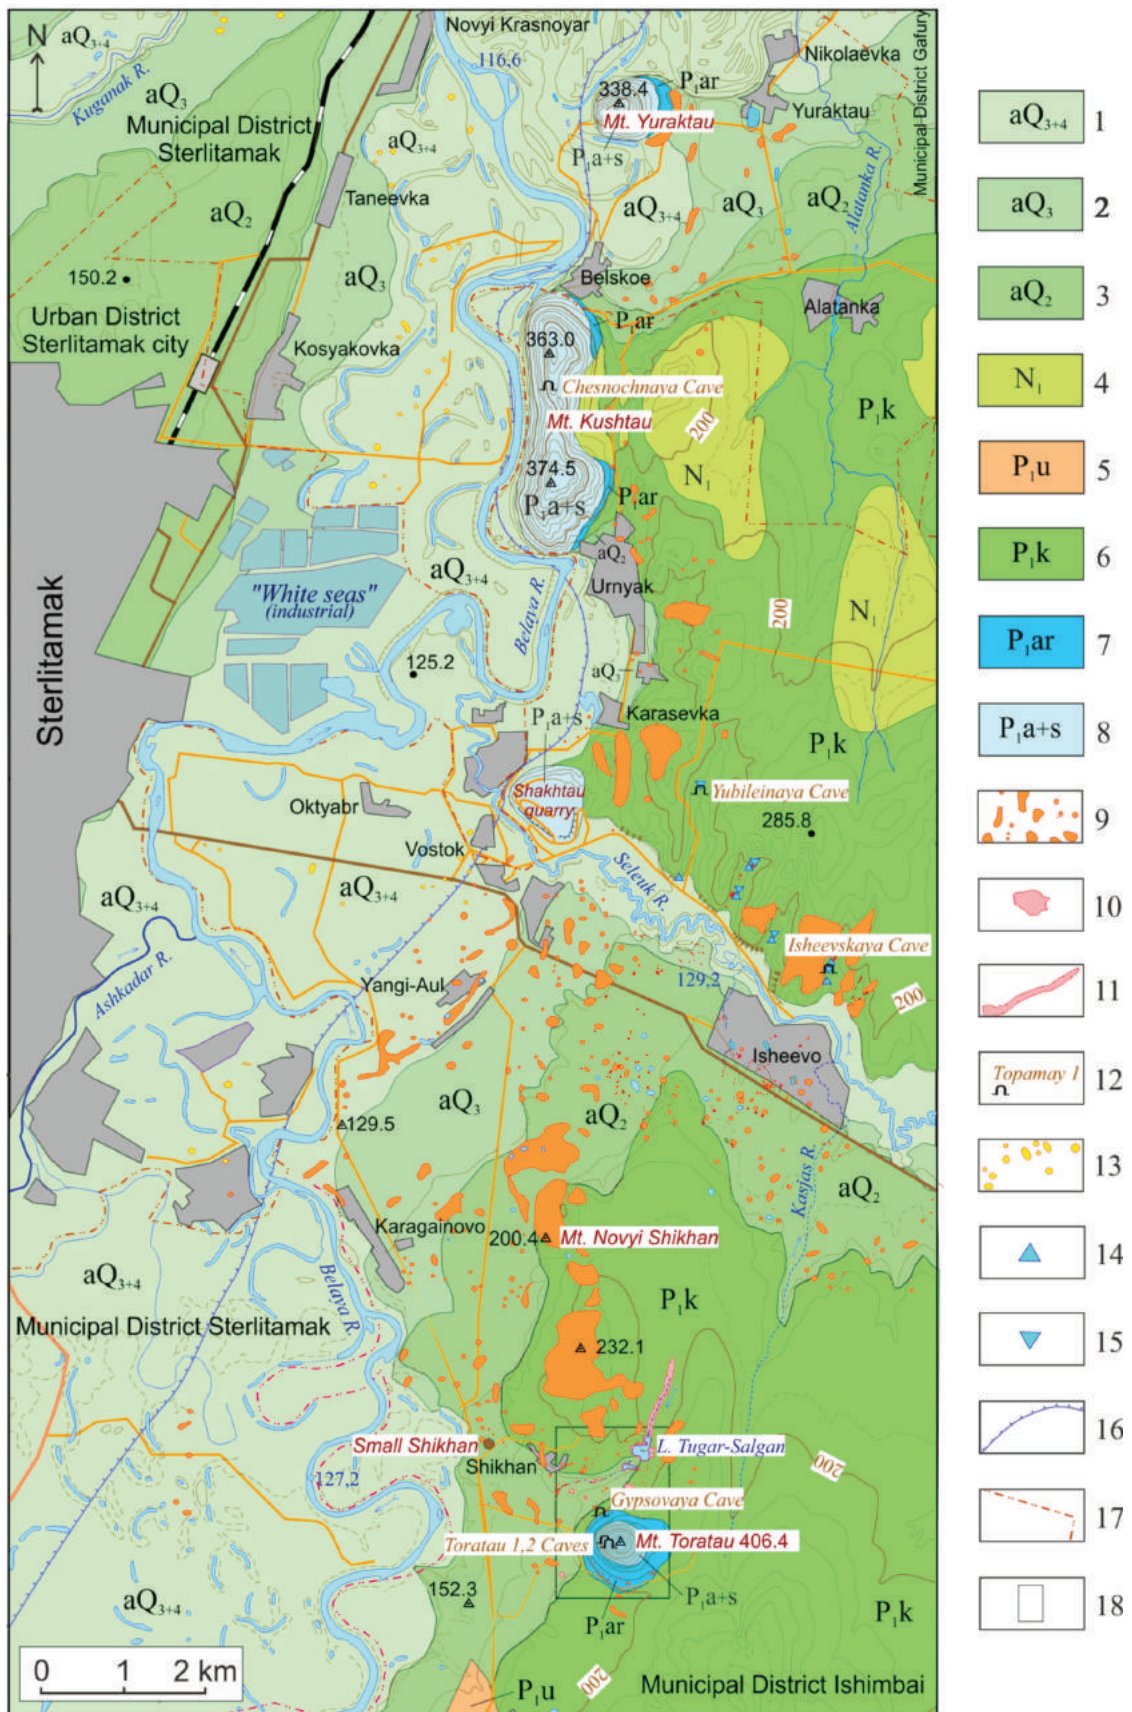 Novyi Krasnoyar
aQ3+4
N
Kuganak R.
aQ3
Municipal District
Sterlitamak
116,6
Nikolaevka
Municipal District Gafury
338.4
P1ar
Mt. Yuraktau
Yuraktau
P1a+s
aQ3+4
Taneevka
aQ2
aQ3+4
aQ3
aQ2
Alatanka R.
150.2
aQ3
Belskoe
Urban District
Sterlitamak city
Kosyakovka
P1ar
Alatanka
363.0
Chesnochnaya Cave
Mt. Kushtau
200
P1k
374.5
P1a+s
P1ar
N1
aQ2
Urnyak
"White seas"
(industrial)
aQ3+4
Belaya R.
200
N1
Sterlitamak
125.2
aQ3
P1a+s
Karasevka
P1k
Shakhtau
quarry
Yubileinaya Cave
Oktyabr
285.8
Vostok
Seleuk R.
aQ3+4
aQ3+4
Isheevskaya Cave
Ashkadar R.
Yangi-Aul
129,2
200
Isheevo
aQ3
aQ2
129.5
Kasjas R.
aQ2
Karagainovo
200.4
Mt. Novyi Shikhan
aQ3+4
Belaya R.
P1k
Municipal District Sterlitamak
232.1
Small Shikhan
Shikhan
L. Tugar-Salgan
200
127,2
Gypsovaya Cave
Toratau 1,2 Caves
Mt. Toratau 406.4
152.3
P1a+s
aQ3+4
P1ar
P1k
0 1 2 km
P1u
200
Municipal District Ishimbai
aQ3+4 1
aQ3 2
aQ2 3
N1 4
P1u 5
P1k 6
P1ar 7
P1a+s 8
9
10
11
Topamay 1 12
13
14
15
16
17
18